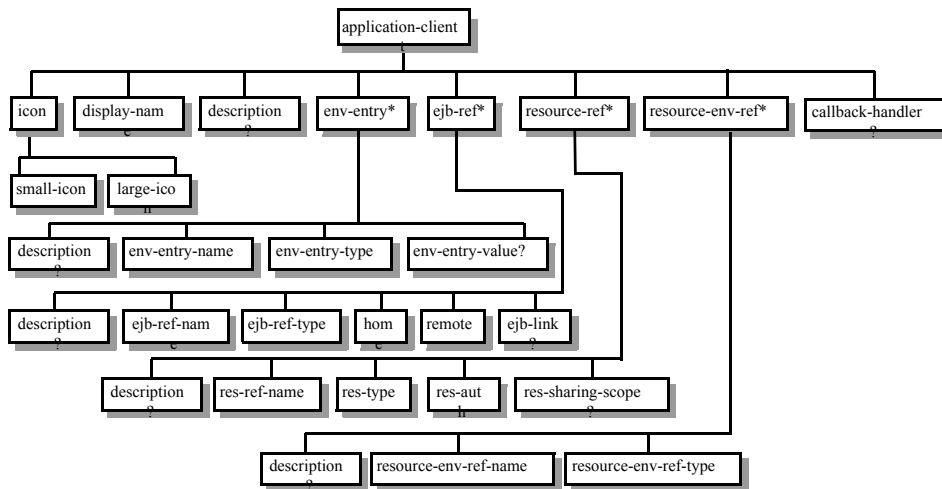 application-client
t
icon
display-nam
e
description
?
env-entry*
ejb-ref*
resource-ref*
resource-env-ref*
callback-handler
?
small-icon
large-ico
n
description
?
env-entry-name
env-entry-type
env-entry-value?
description
?
ejb-ref-nam
e
ejb-ref-type
hom
e
remote
ejb-link
?
description
?
res-ref-name
res-type
res-aut
h
res-sharing-scope
?
description
?
resource-env-ref-name
resource-env-ref-type